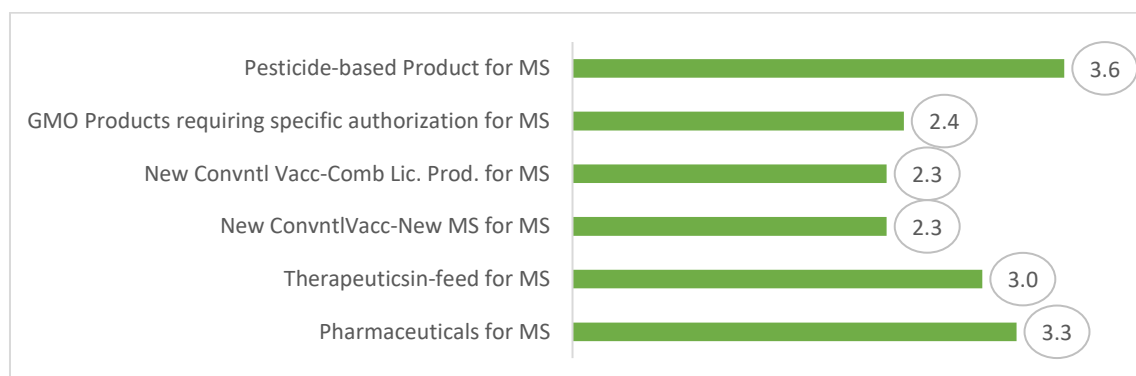 Pesticide-based Product for MS 3.6
GMO Products requiring specific authorization for MS 2.4
New Convntl Vacc-Comb Lic. Prod. for MS 2.3
New ConvntlVacc-New MS for MS 2.3
Therapeuticsin-feed for MS 3.0
Pharmaceuticals for MS 3.3